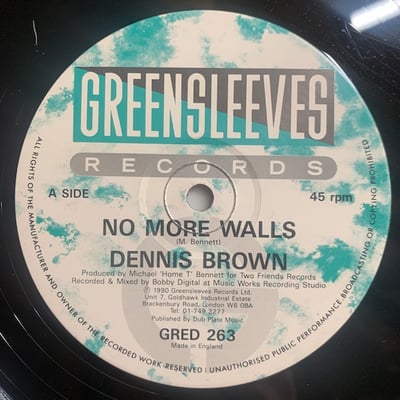 GREENSLEEVES
RECORDS
A SIDE
45 rpm
NO MORE WALLS
(M. Bennett)
DENNIS BROWN
Produced by Michael 'Home T' Bennett for Two Friends Records
Recorded & Mixed by Bobby Digital at Music Works Recording Studio
℗ 1990 Greensleeves Records Ltd.
Unit 7, Goldhawk Industrial Estate
Brackenbury Road, London W6 0BA
Tel: 01-749 3277
Published by Dub Plate Music
GRED 263
Made in England
ALL RIGHTS OF THE MANUFACTURER AND OWNER OF THE RECORDED WORK RESERVED | UNAUTHORISED PUBLIC PERFORMANCE BROADCASTING OR COPYING PROHIBITED